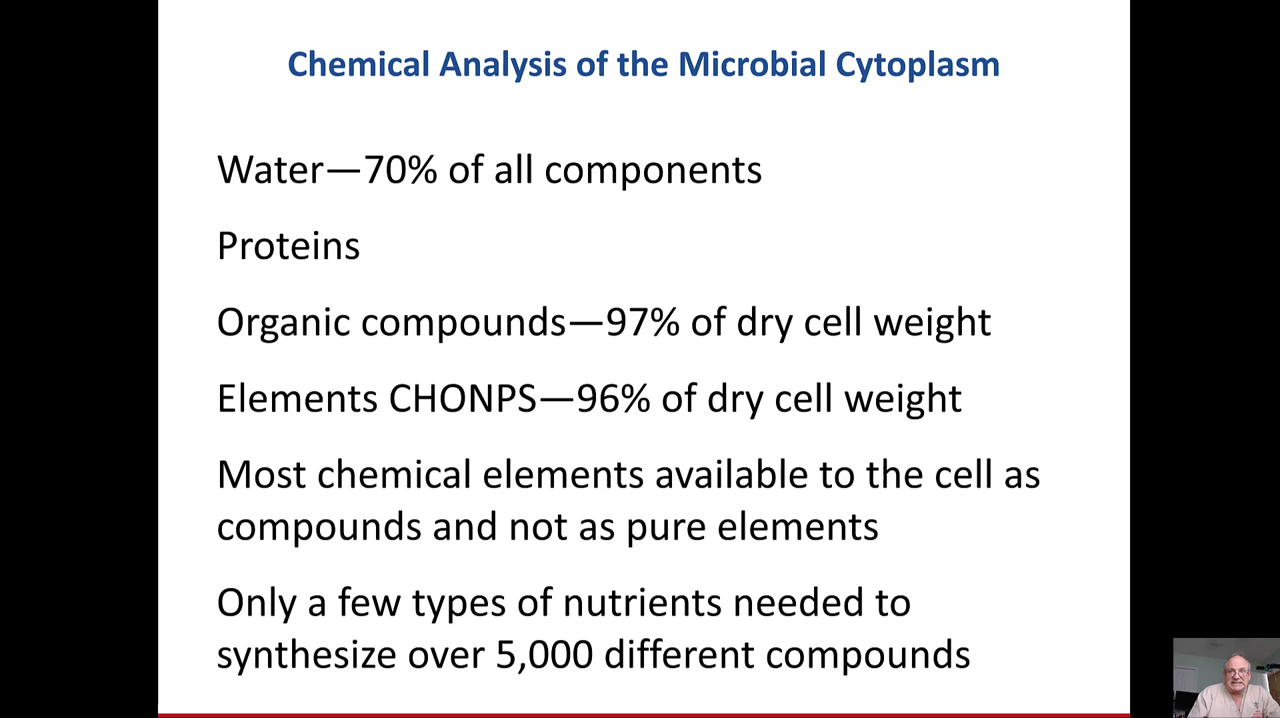 Chemical Analysis of the Microbial Cytoplasm
Water—70% of all components
Proteins
Organic compounds—97% of dry cell weight
Elements CHONPS—96% of dry cell weight
Most chemical elements available to the cell as
compounds and not as pure elements
Only a few types of nutrients needed to
synthesize over 5,000 different compounds